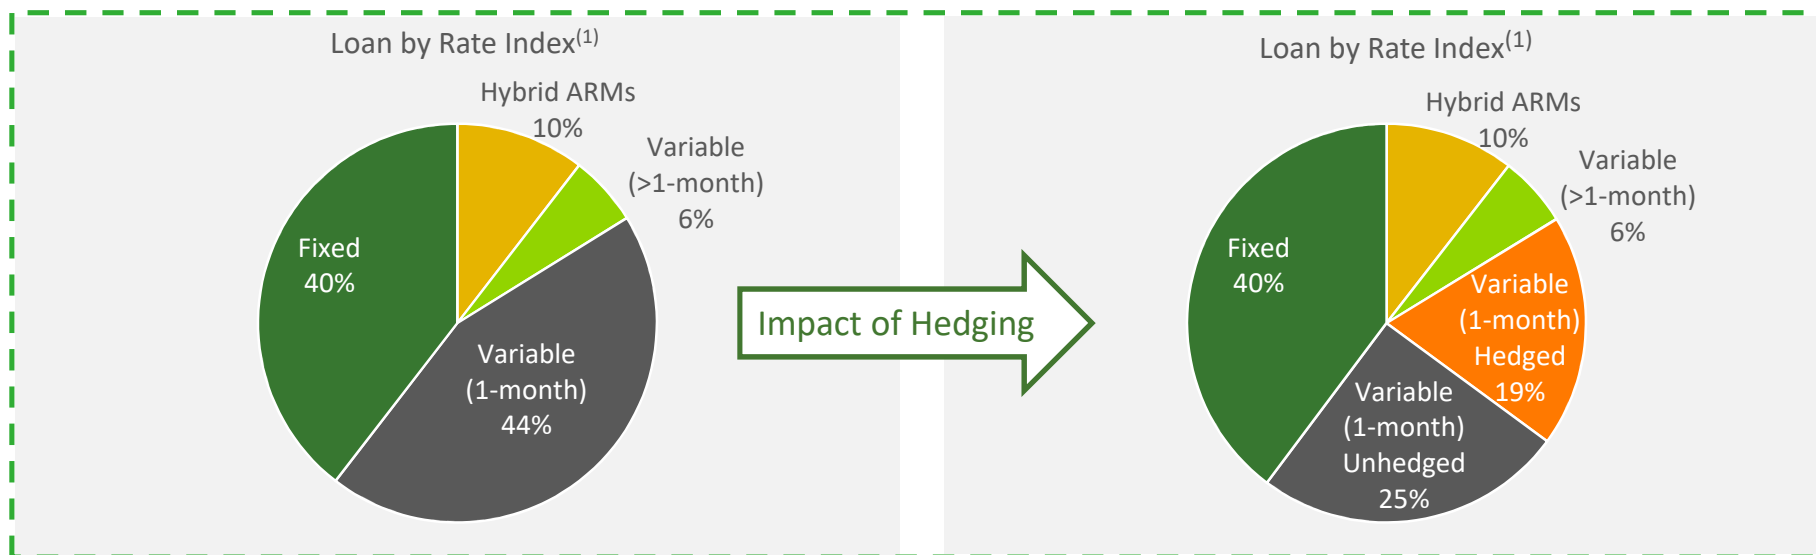 Loan by Rate Index(1)
Hybrid ARMs
10%
Variable
(>1-month)
6%
Fixed
40%
Variable
(1-month)
44%
Impact of Hedging
Loan by Rate Index(1)
Hybrid ARMs
10%
Variable
(>1-month)
6%
Fixed
40%
Variable
(1-month)
Hedged
19%
Variable
(1-month)
Unhedged
25%